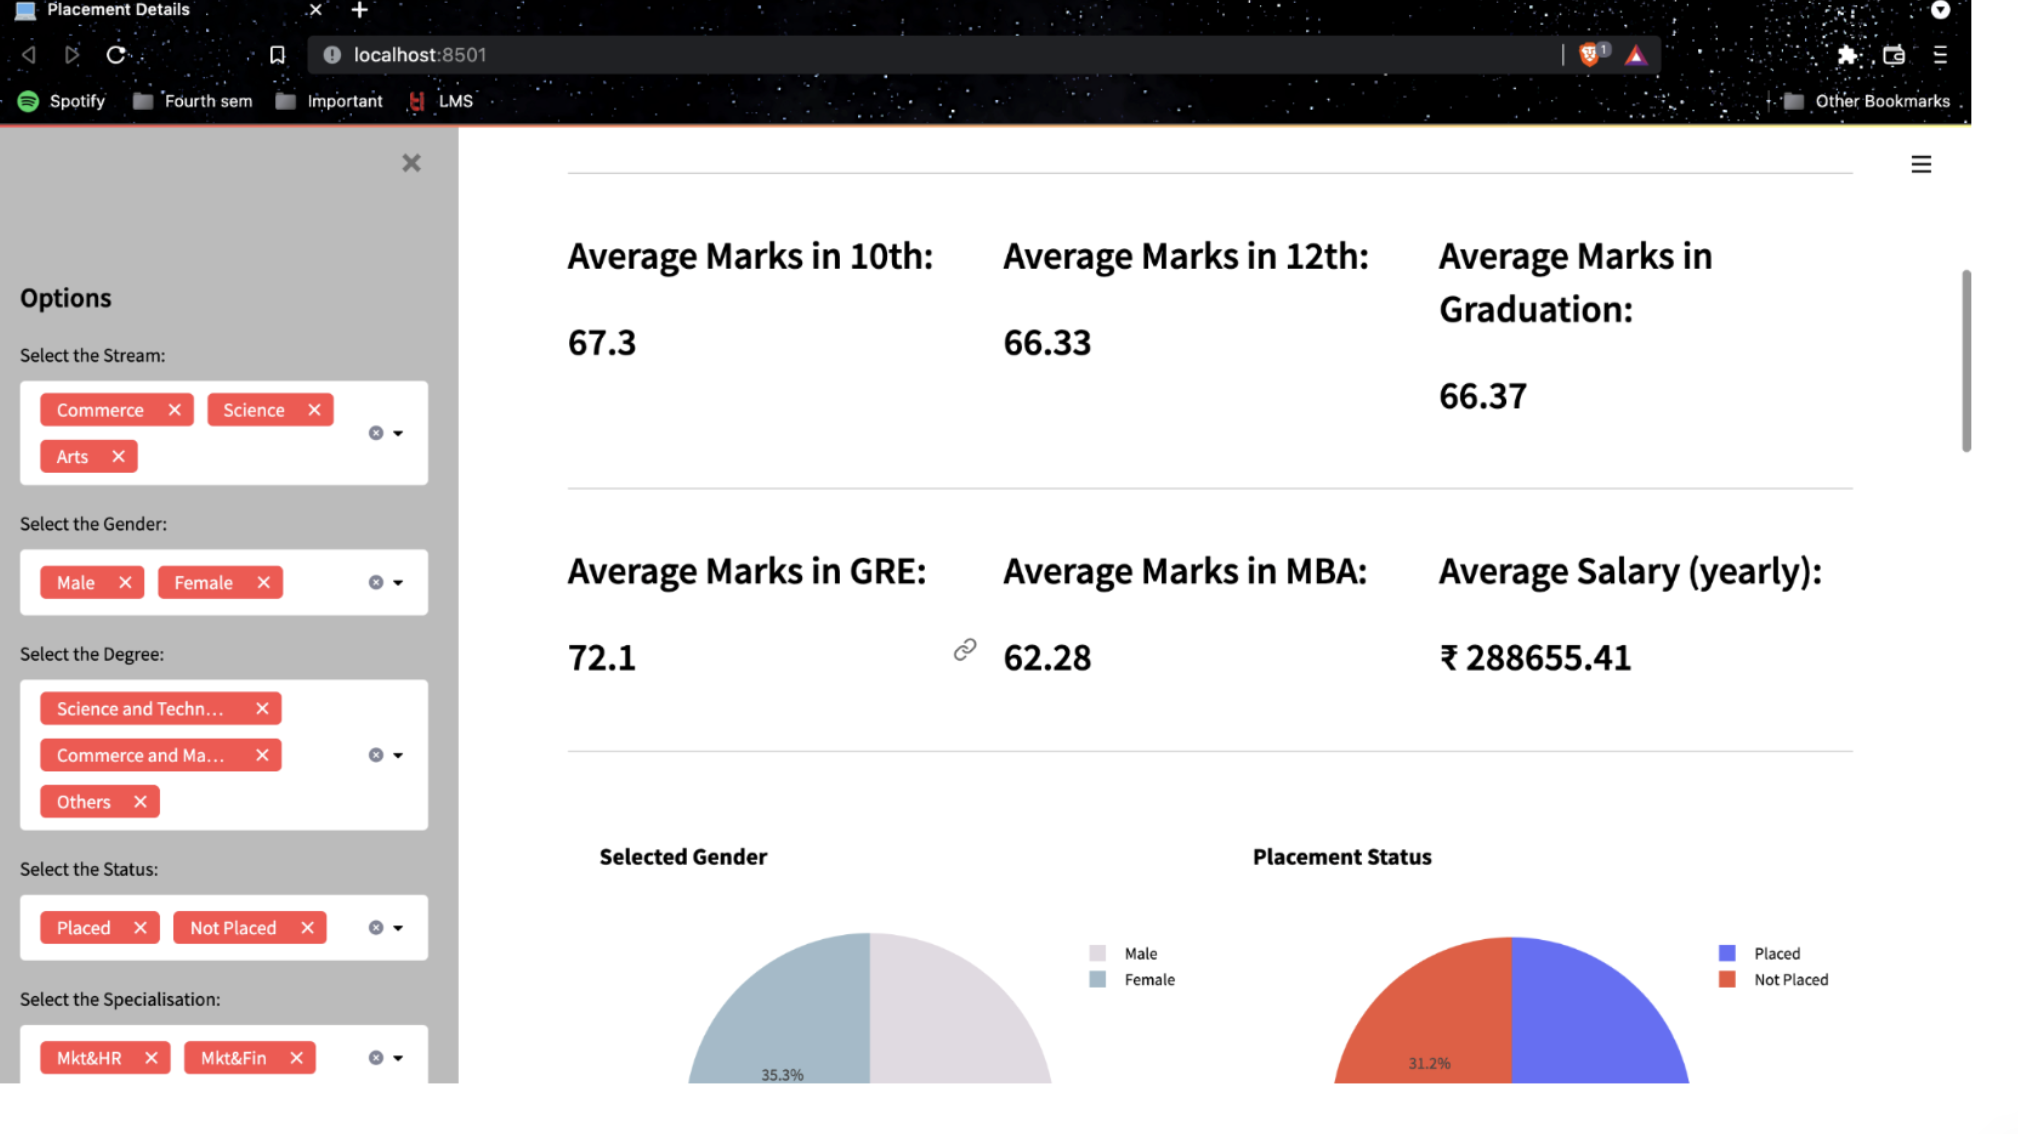 Placement Details
localhost:8501
1
Spotify
Fourth sem
Important
LMS
Other Bookmarks
Options
Select the Stream:
Commerce
Science
Arts
Select the Gender:
Male
Female
Select the Degree:
Science and Techn...
Commerce and Ma...
Others
Select the Status:
Placed
Not Placed
Select the Specialisation:
Mkt&HR
Mkt&Fin
Average Marks in 10th:
67.3
Average Marks in 12th:
66.33
Average Marks in
Graduation:
66.37
Average Marks in GRE:
72.1
Average Marks in MBA:
62.28
Average Salary (yearly):
₹ 288655.41
Selected Gender
Male
Female
35.3%
Placement Status
Placed
Not Placed
31.2%